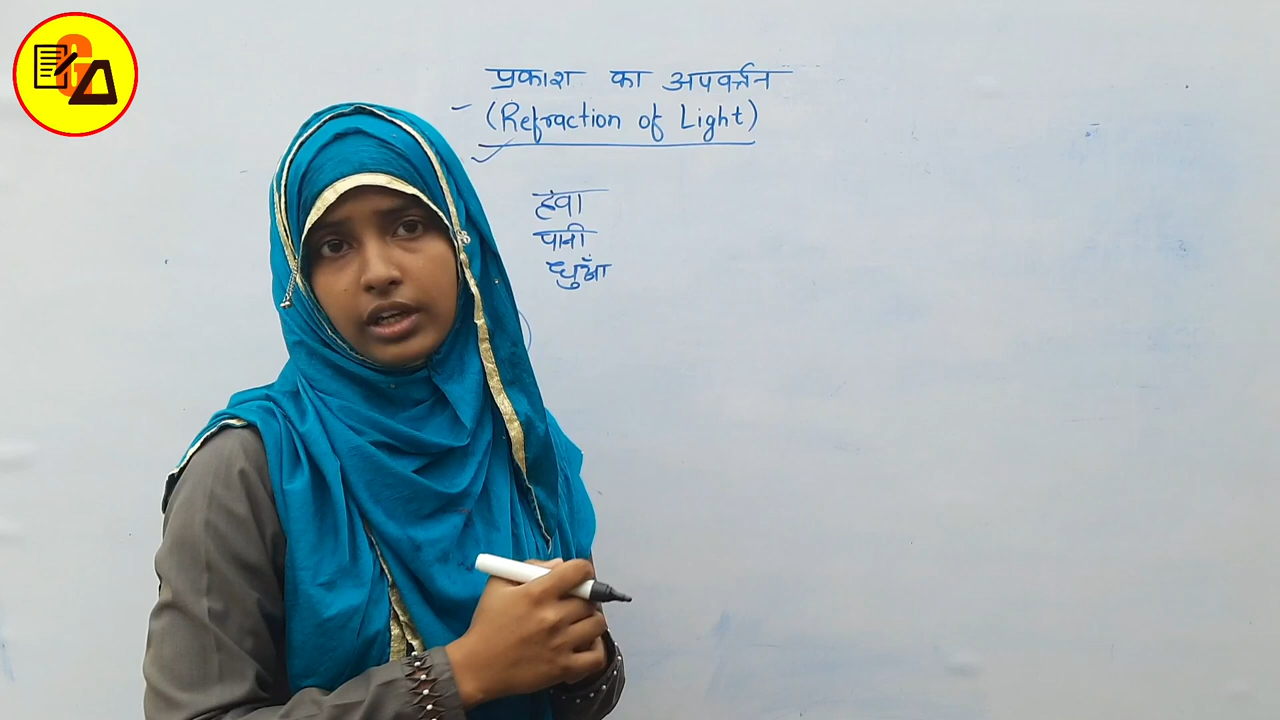 प्रकाश का अपवर्त्तन
(Refraction of Light)
हवा
पानी
धुआँ